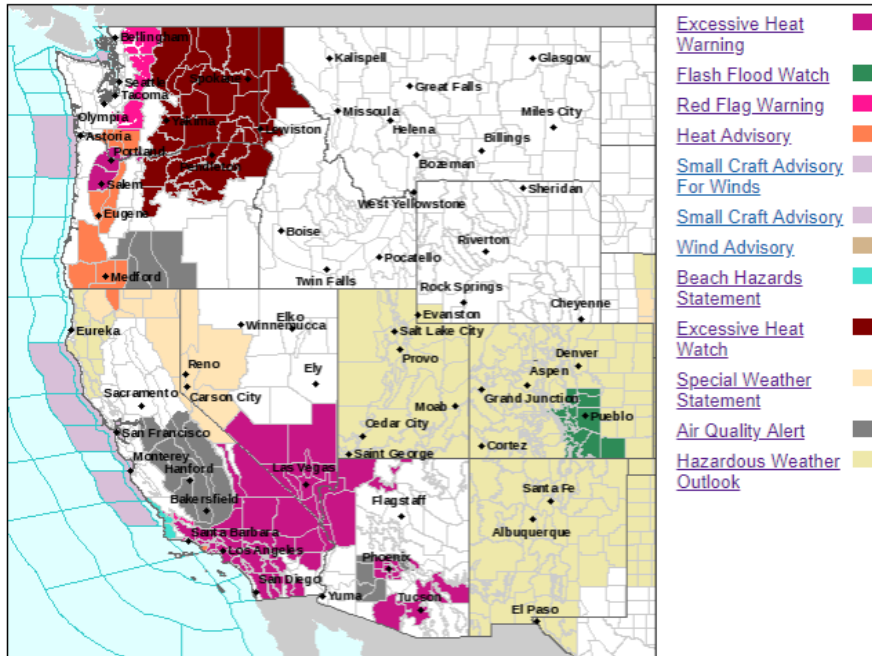 Bellingham
Kalispell
Glasgow
Spokane
Seattle
Great Falls
Tacoma
Missoula
Miles City
Olympia
Yakima
Lewiston
Helena
Billings
Astoria
Portland
Pendleton
Bozeman
Salem
Sheridan
West Yellowstone
Eugene
Boise
Riverton
Pocatello
Medford
Twin Falls
Rock Springs
Cheyenne
Elko
Evanston
Eureka
Winnemucca
Salt Lake City
Provo
Denver
Reno
Ely
Aspen
Sacramento
Carson City
Grand Junction
Moab
Pueblo
San Francisco
Cedar City
Cortez
Monterey
Saint George
Hanford
Las Vegas
Bakersfield
Flagstaff
Santa Fe
Santa Barbara
Albuquerque
Los Angeles
Phoenix
San Diego
Yuma
Tucson
El Paso
Excessive Heat
Warning
Flash Flood Watch
Red Flag Warning
Heat Advisory
Small Craft Advisory
For Winds
Small Craft Advisory
Wind Advisory
Beach Hazards
Statement
Excessive Heat
Watch
Special Weather
Statement
Air Quality Alert
Hazardous Weather
Outlook